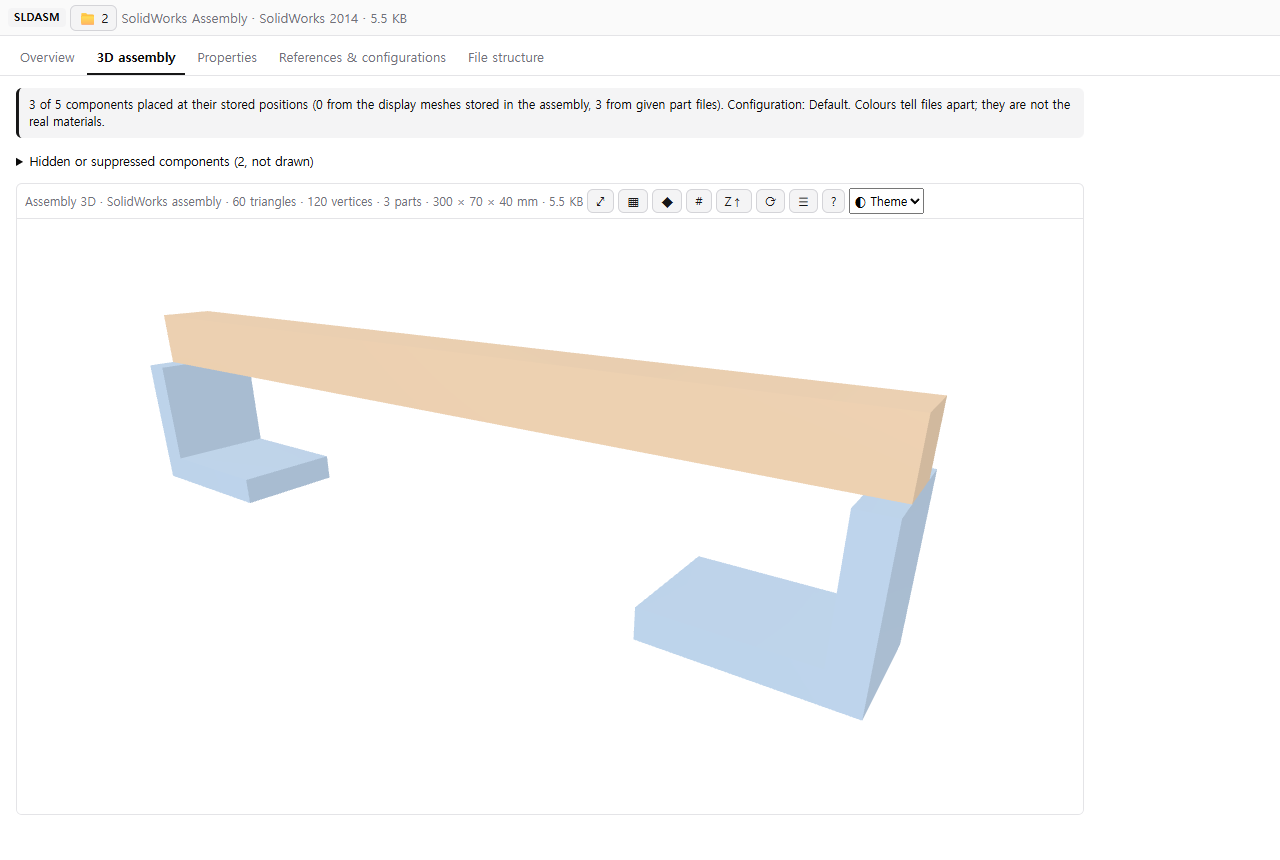 SLDASM 2 SolidWorks Assembly · SolidWorks 2014 · 5.5 KB
Overview 3D assembly Properties References & configurations File structure
3 of 5 components placed at their stored positions (0 from the display meshes stored in the assembly, 3 from given part files). Configuration: Default. Colours tell files apart; they are not the
real materials.
Hidden or suppressed components (2, not drawn)
Assembly 3D · SolidWorks assembly · 60 triangles · 120 vertices · 3 parts · 300 × 70 × 40 mm · 5.5 KB # Z↑ ? Theme